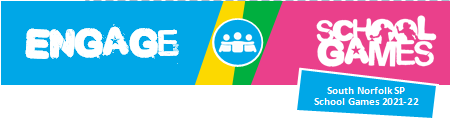 ENGAGE
SCHOOL
GAMES
South Norfolk SP
School Games 2021-22